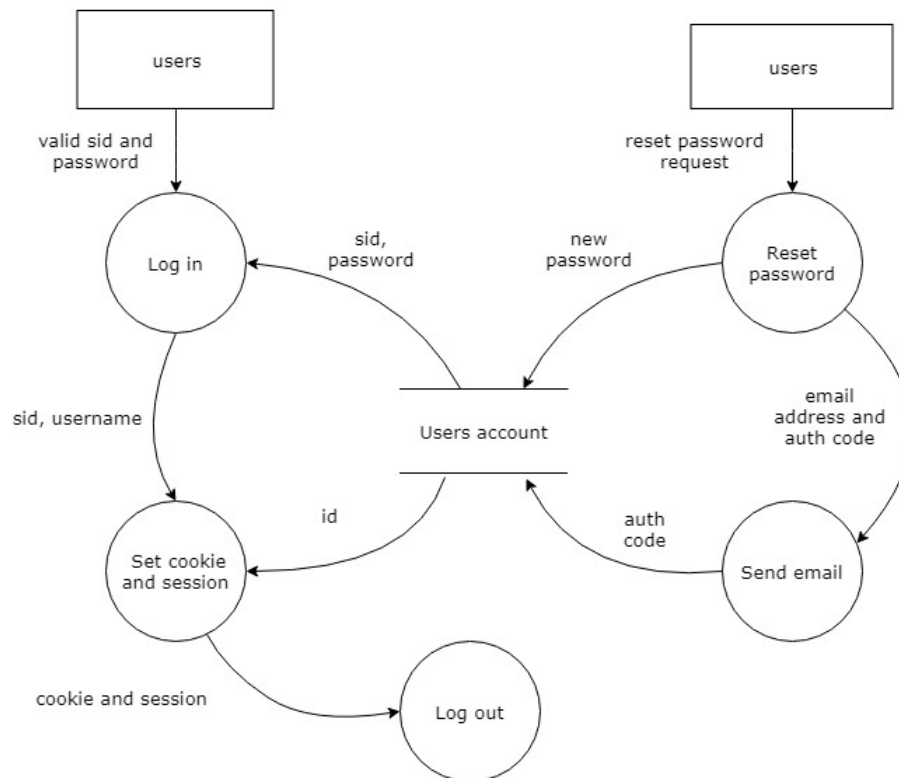 users
users
valid sid and
password
reset password
request
Log in
sid,
password
new
password
Reset
password
sid, username
Users account
email
address and
auth code
id
auth
code
Set cookie
and session
Send email
cookie and session
Log out